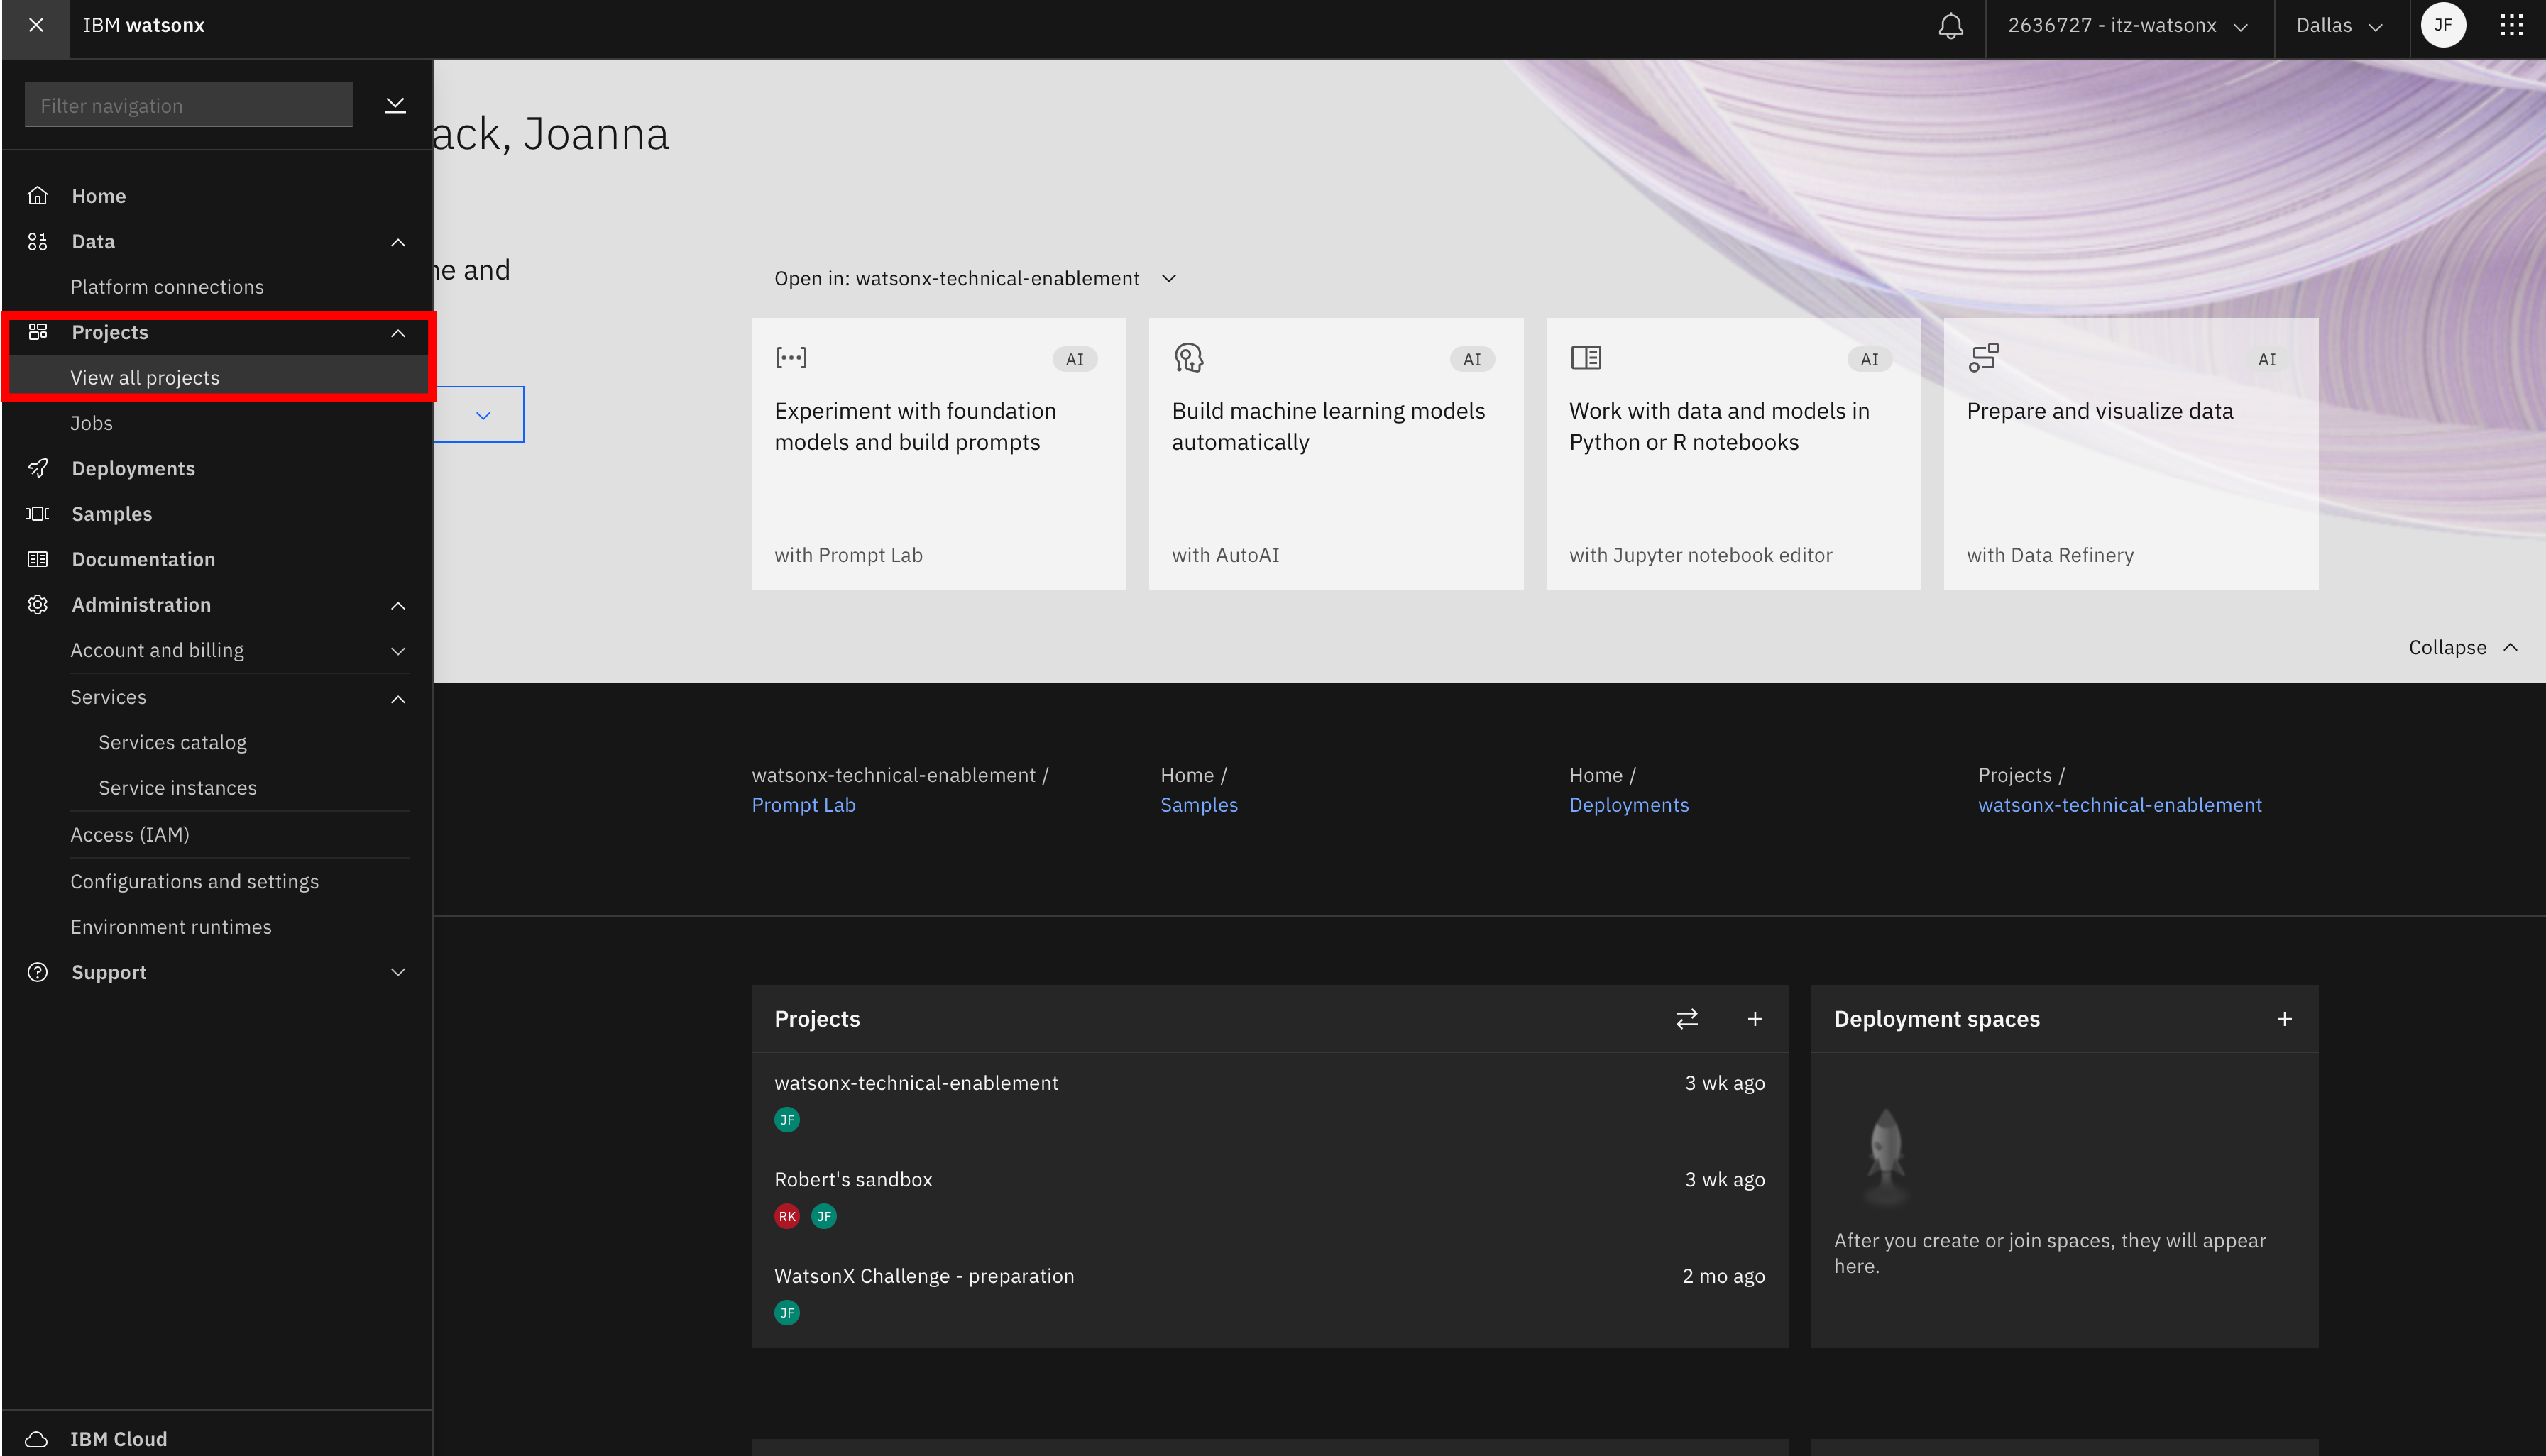 IBM watsonx
2636727 - itz-watsonx
Dallas
JF
Filter navigation
Home
Data
Platform connections
Projects
View all projects
Jobs
Deployments
Samples
Documentation
Administration
Account and billing
Services
Services catalog
Service instances
Access (IAM)
Configurations and settings
Environment runtimes
Support
IBM Cloud
ack, Joanna
ne and
Open in: watsonx-technical-enablement
AI
Experiment with foundation
models and build prompts
with Prompt Lab
AI
Build machine learning models
automatically
with AutoAI
AI
Work with data and models in
Python or R notebooks
with Jupyter notebook editor
AI
Prepare and visualize data
with Data Refinery
Collapse
watsonx-technical-enablement /
Prompt Lab
Home /
Samples
Home /
Deployments
Projects /
watsonx-technical-enablement
Projects
watsonx-technical-enablement
3 wk ago
JF
Robert's sandbox
3 wk ago
RK JF
WatsonX Challenge - preparation
2 mo ago
JF
Deployment spaces
After you create or join spaces, they will appear
here.